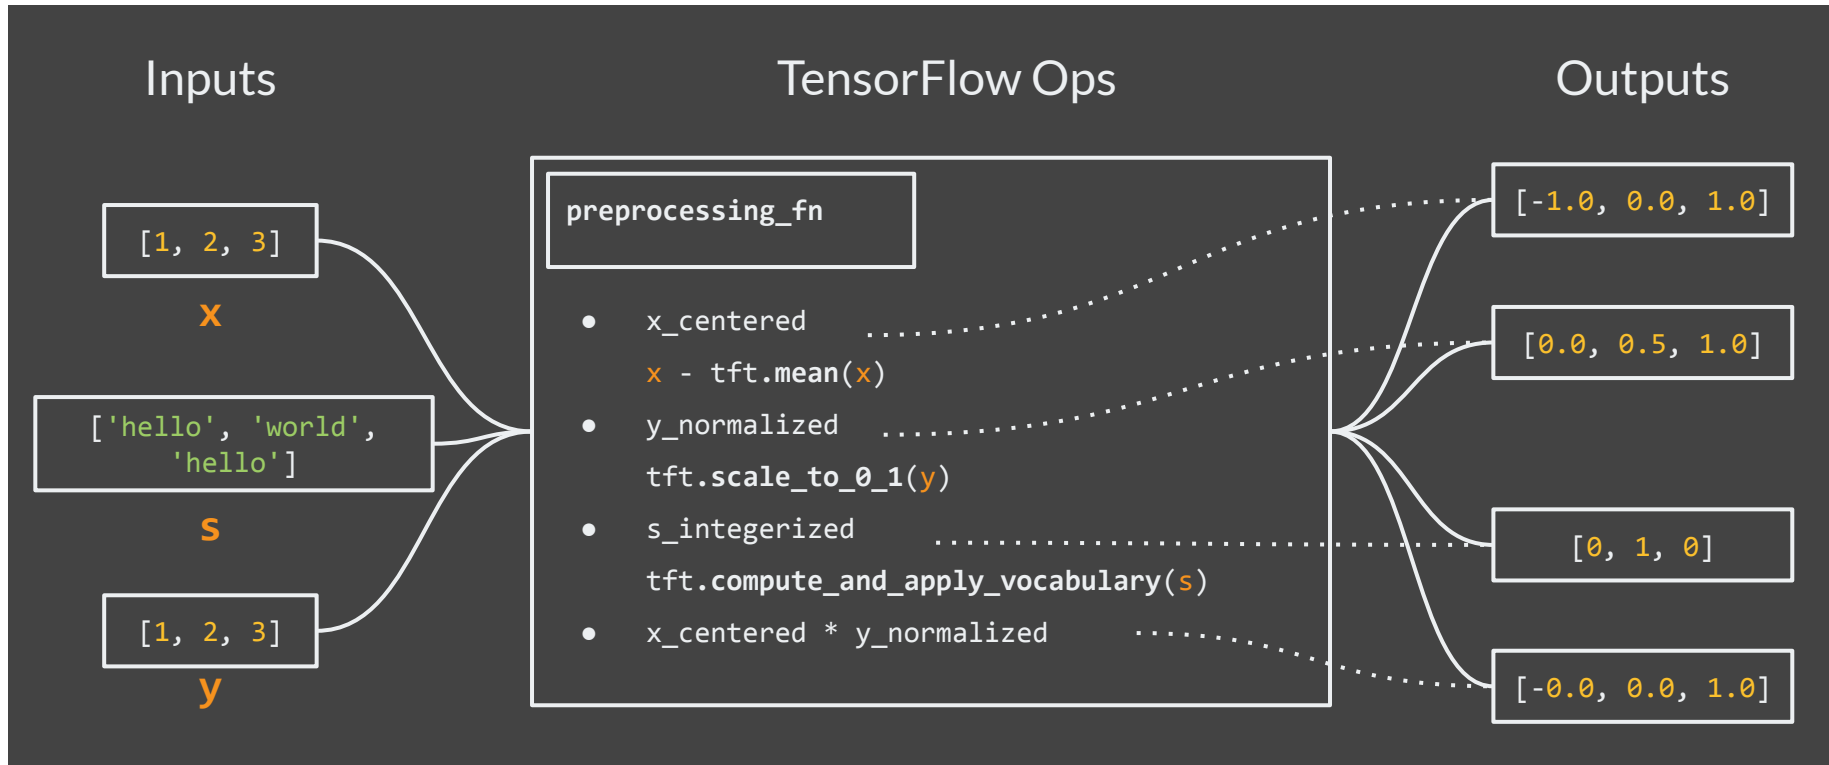 Inputs
TensorFlow Ops
Outputs
[1, 2, 3]
x
['hello', 'world',
'hello']
s
[1, 2, 3]
y
preprocessing_fn
● x_centered
x - tft.mean(x)
● y_normalized
tft.scale_to_0_1(y)
● s_integerized
tft.compute_and_apply_vocabulary(s)
● x_centered * y_normalized
[-1.0, 0.0, 1.0]
[0.0, 0.5, 1.0]
[0, 1, 0]
[-0.0, 0.0, 1.0]